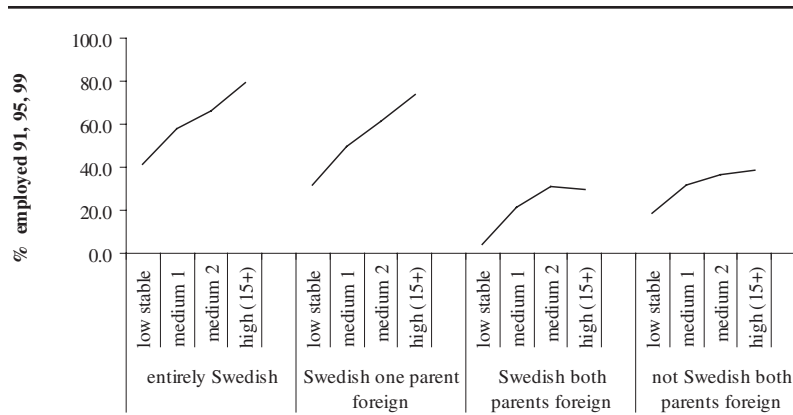 % employed 91, 95, 99
100.0
80.0
60.0
40.0
20.0
0.0
low stable
medium 1
medium 2
high (15+)
low stable
medium 1
medium 2
high (15+)
low stable
medium 1
medium 2
high (15+)
low stable
medium 1
medium 2
high (15+)
entirely Swedish
Swedish one parent
foreign
Swedish both
parents foreign
not Swedish both
parents foreign